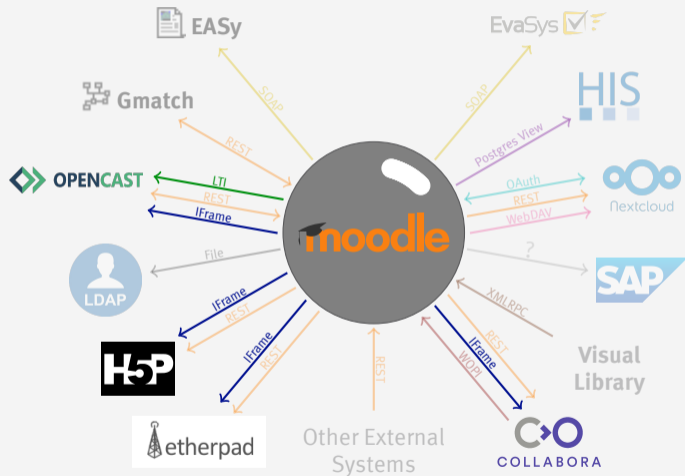 EASy
EvaSys
SOAP
SOAP
HIS
Gmatch
REST
Postgres View
OPENCAST
LTI
REST
IFrame
OAuth
REST
WebDAV
Nextcloud
moodle
File
LDAP
?
SAP
IFrame
REST
XMLRPC
H5P
IFrame
REST
REST
IFrame
WOPI
REST
Visual
Library
etherpad
Other External
Systems
COLLABORA